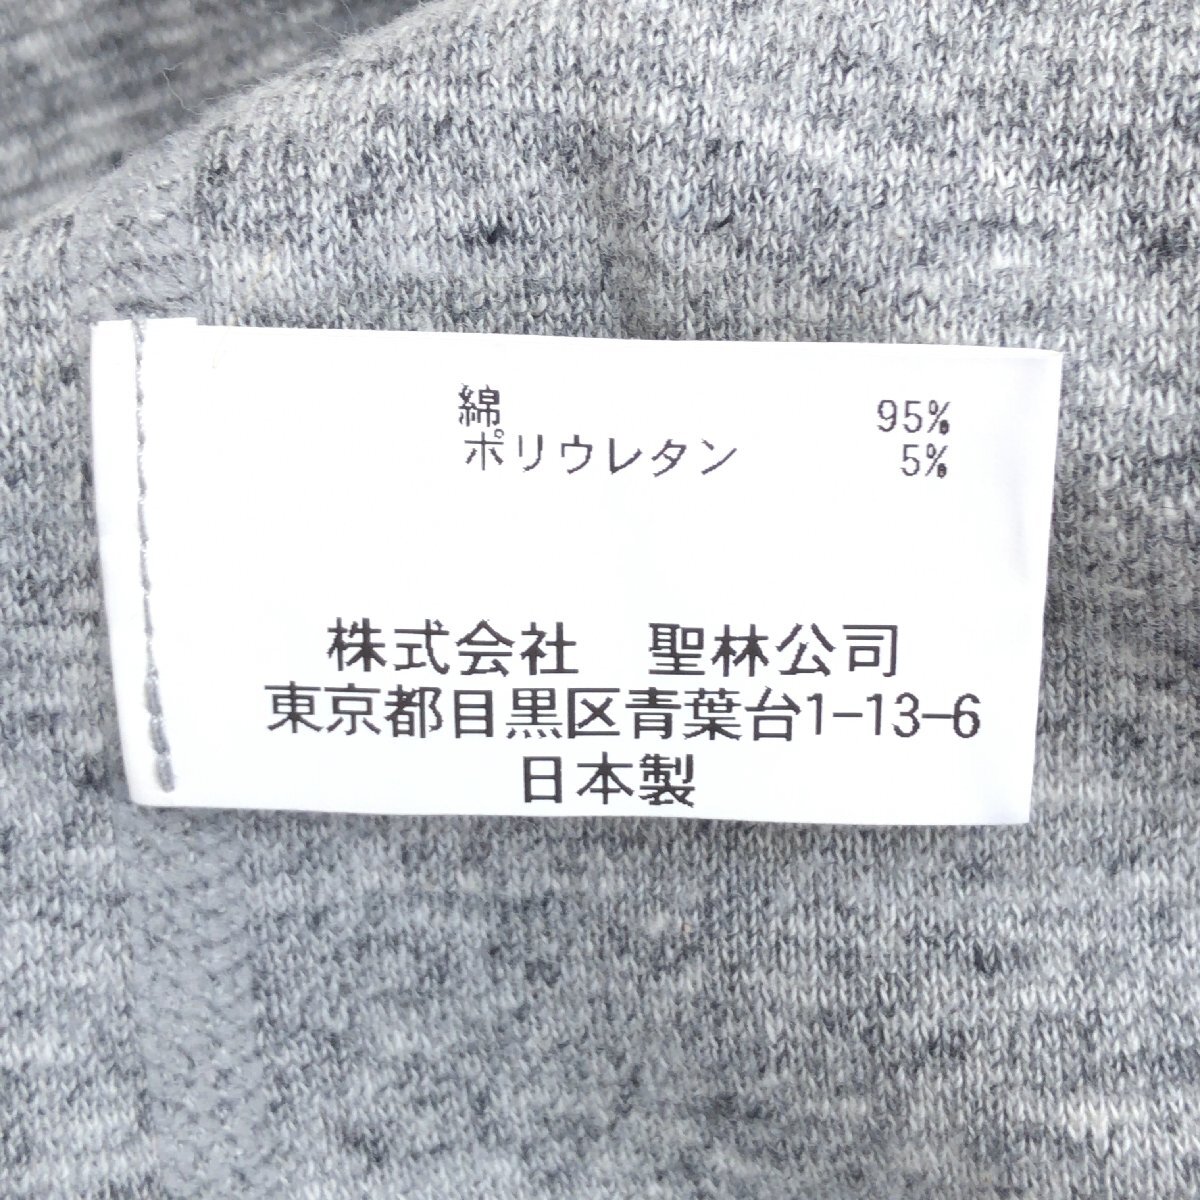 綿 95%
ポリウレタン 5%
株式会社　聖林公司
東京都目黒区青葉台1-13-6
日本製